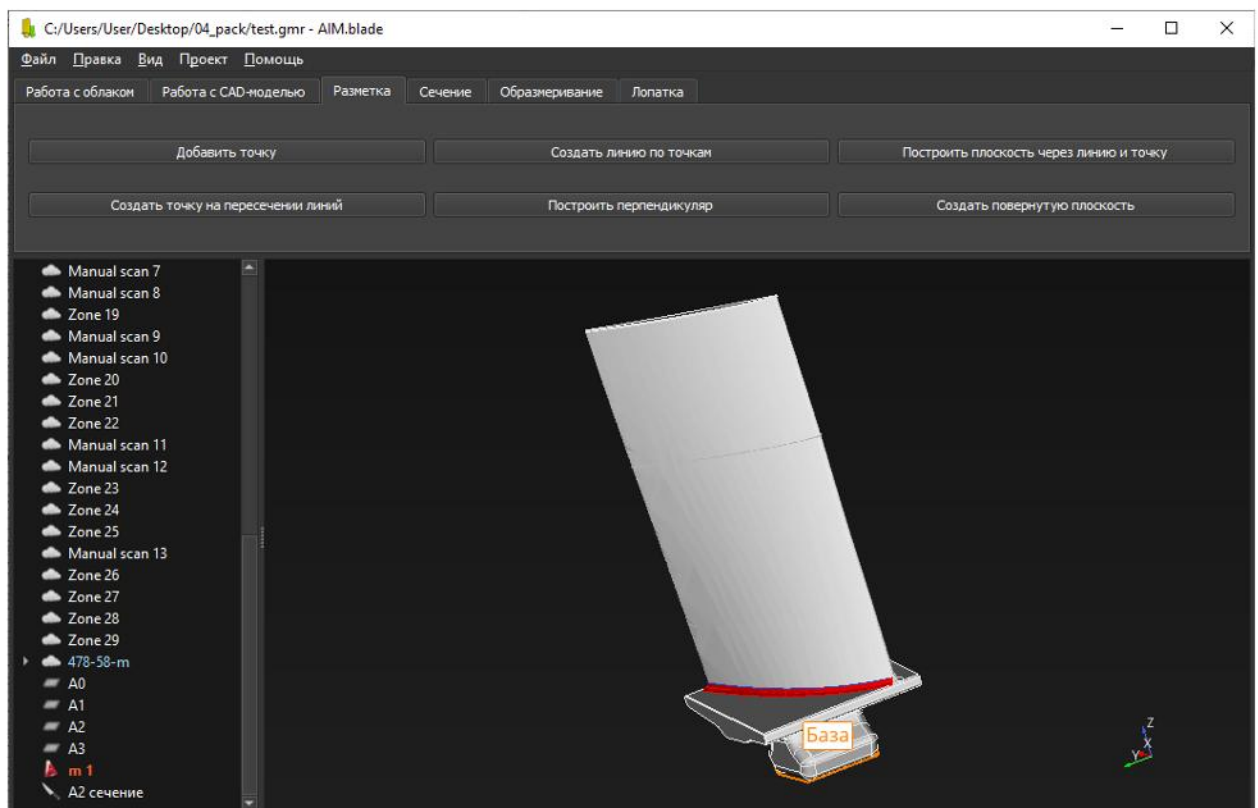 C:/Users/User/Desktop/04_pack/test.gmr - AIM.blade
Файл Правка Вид Проект Помощь
Работа с облаком Работа с CAD-моделью Разметка Сечение Образмеривание Лопатка
Добавить точку Создать линию по точкам Построить плоскость через линию и точку
Создать точку на пересечении линий Построить перпендикуляр Создать повернутую плоскость
Manual scan 7
Manual scan 8
Zone 19
Manual scan 9
Manual scan 10
Zone 20
Zone 21
Zone 22
Manual scan 11
Manual scan 12
Zone 23
Zone 24
Zone 25
Manual scan 13
Zone 26
Zone 27
Zone 28
Zone 29
478-58-m
A0
A1
A2
A3
m 1
A2 сечение
База
Z
X
Y